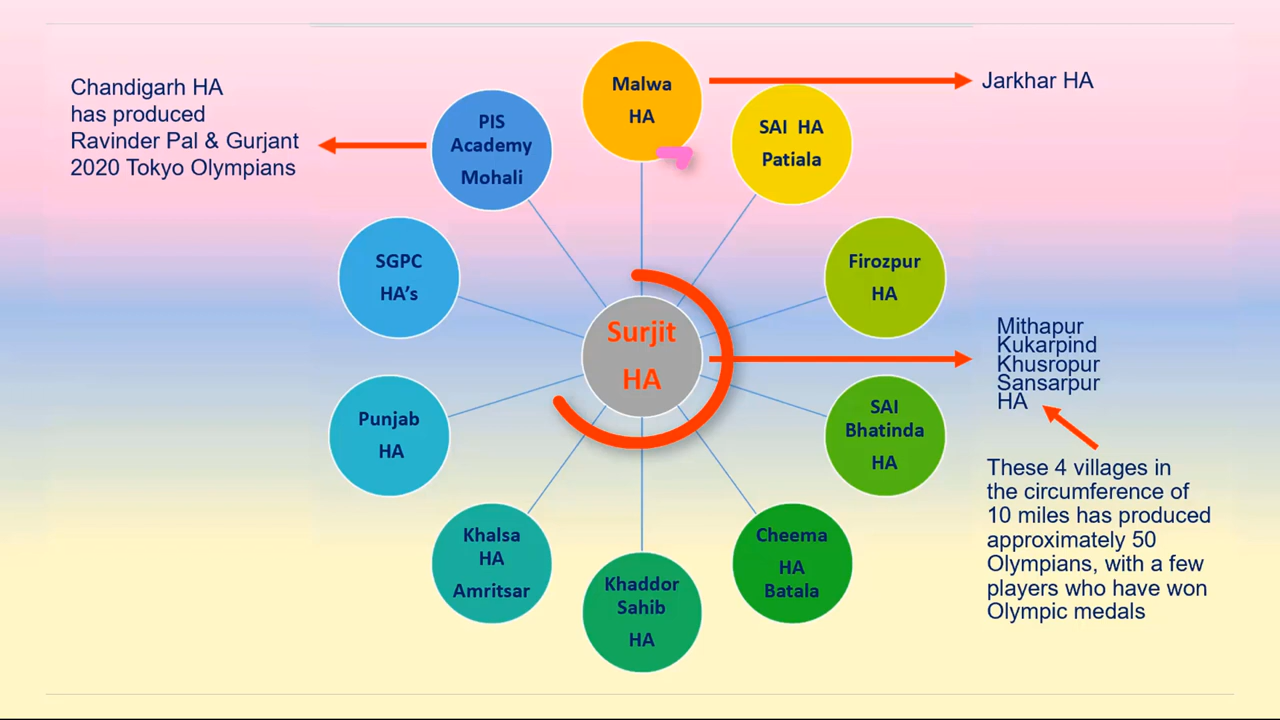 Chandigarh HA
has produced
Ravinder Pal & Gurjant
2020 Tokyo Olympians
PIS
Academy
Mohali
Malwa
HA
Jarkhar HA
SAI HA
Patiala
SGPC
HA's
Firozpur
HA
Surjit
HA
Mithapur
Kukarpind
Khusropur
Sansarpur
HA
Punjab
HA
SAI
Bhatinda
HA
These 4 villages in
the circumference of
10 miles has produced
approximately 50
Olympians, with a few
players who have won
Olympic medals
Khalsa
HA
Amritsar
Khaddor
Sahib
HA
Cheema
HA
Batala